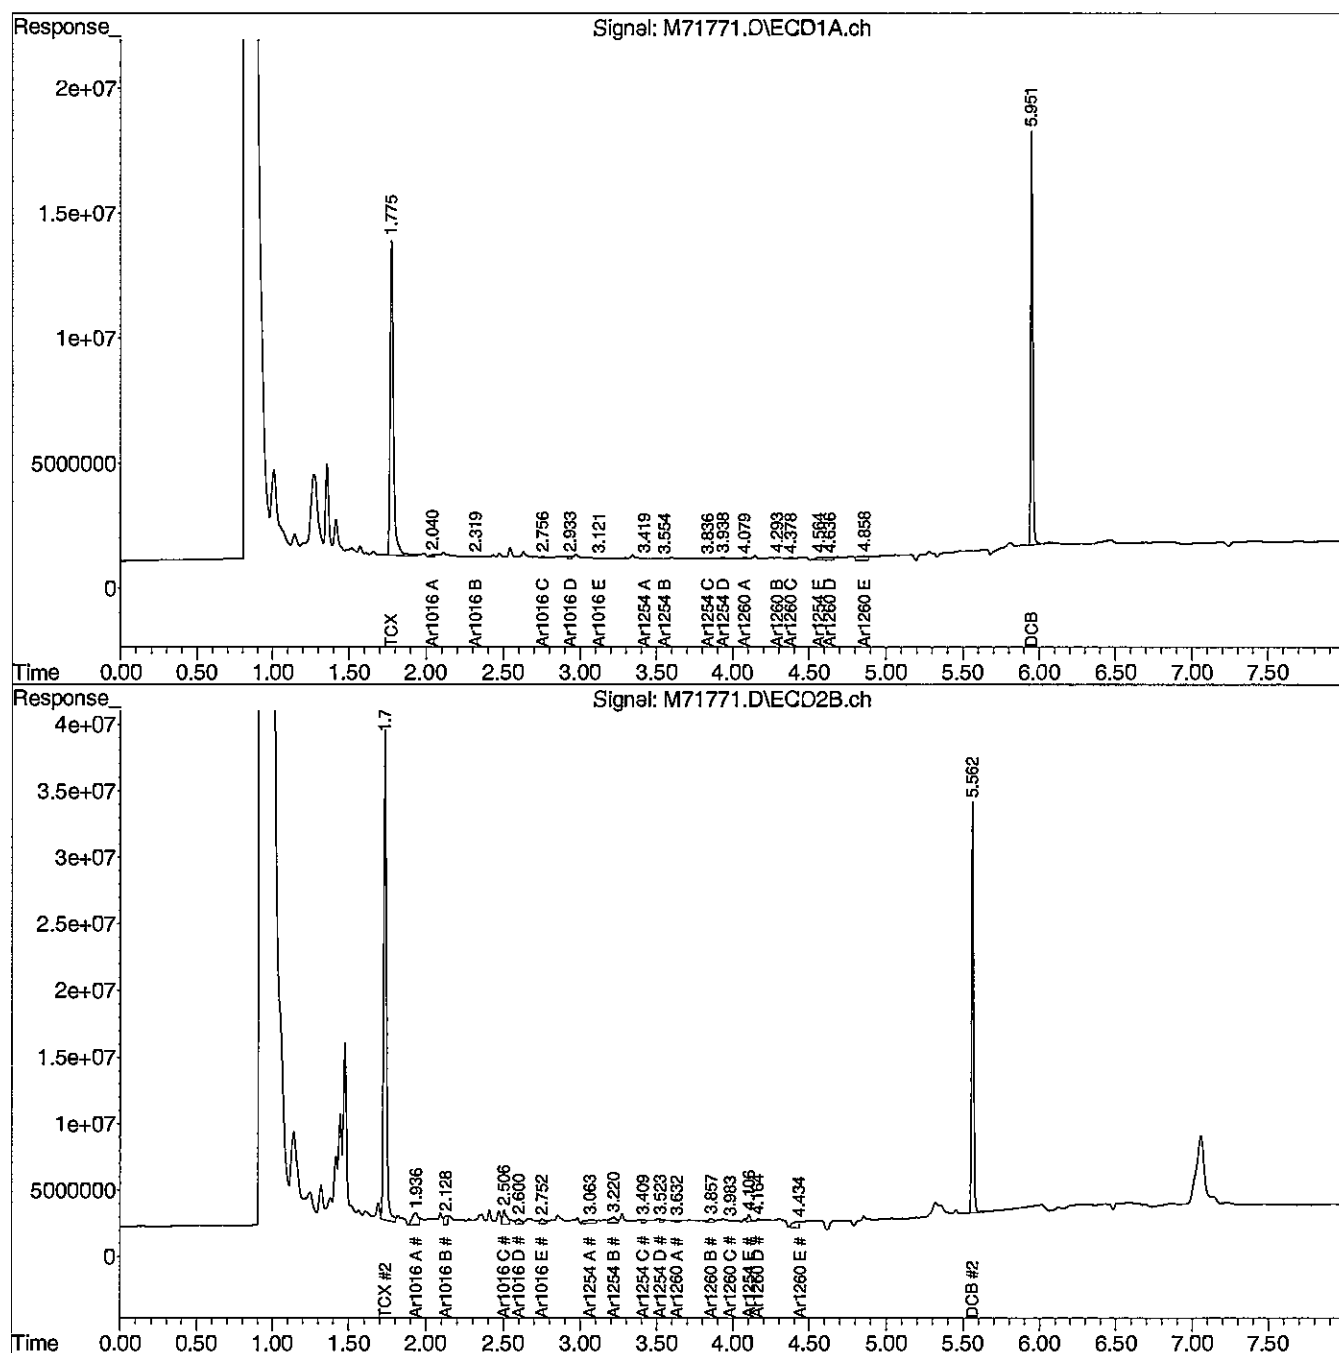 Response_
Signal: M71771.D\ECD1A.ch
2e+07
1.5e+07
1e+07
5000000
0
1.775
2.040
2.319
2.756
2.933
3.121
3.419
3.554
3.836
3.938
4.079
4.293
4.378
4.636
4.858
5.951
TCX
Ar1016 A
Ar1016 B
Ar1016 C
Ar1016 D
Ar1016 E
Ar1254 A
Ar1254 B
Ar1254 C
Ar1254 D
Ar1260 A
Ar1260 B
Ar1260 C
Ar1254 E
Ar1260 D
Ar1260 E
DCB
Time 0.00 0.50 1.00 1.50 2.00 2.50 3.00 3.50 4.00 4.50 5.00 5.50 6.00 6.50 7.00 7.50
Response_
Signal: M71771.D\ECD2B.ch
4e+07
3.5e+07
3e+07
2.5e+07
2e+07
1.5e+07
1e+07
5000000
0
1.7
1.936
2.128
2.506
2.600
2.752
3.063
3.220
3.409
3.523
3.632
3.857
3.983
4.106
4.434
5.562
TCX #2
Ar1016 A #
Ar1016 B #
Ar1016 C #
Ar1016 D #
Ar1016 E #
Ar1254 A #
Ar1254 B #
Ar1254 C #
Ar1254 D #
Ar1260 A #
Ar1260 B #
Ar1260 C #
Ar1254 E #
Ar1260 D #
Ar1260 E #
DCB #2
Time 0.00 0.50 1.00 1.50 2.00 2.50 3.00 3.50 4.00 4.50 5.00 5.50 6.00 6.50 7.00 7.50